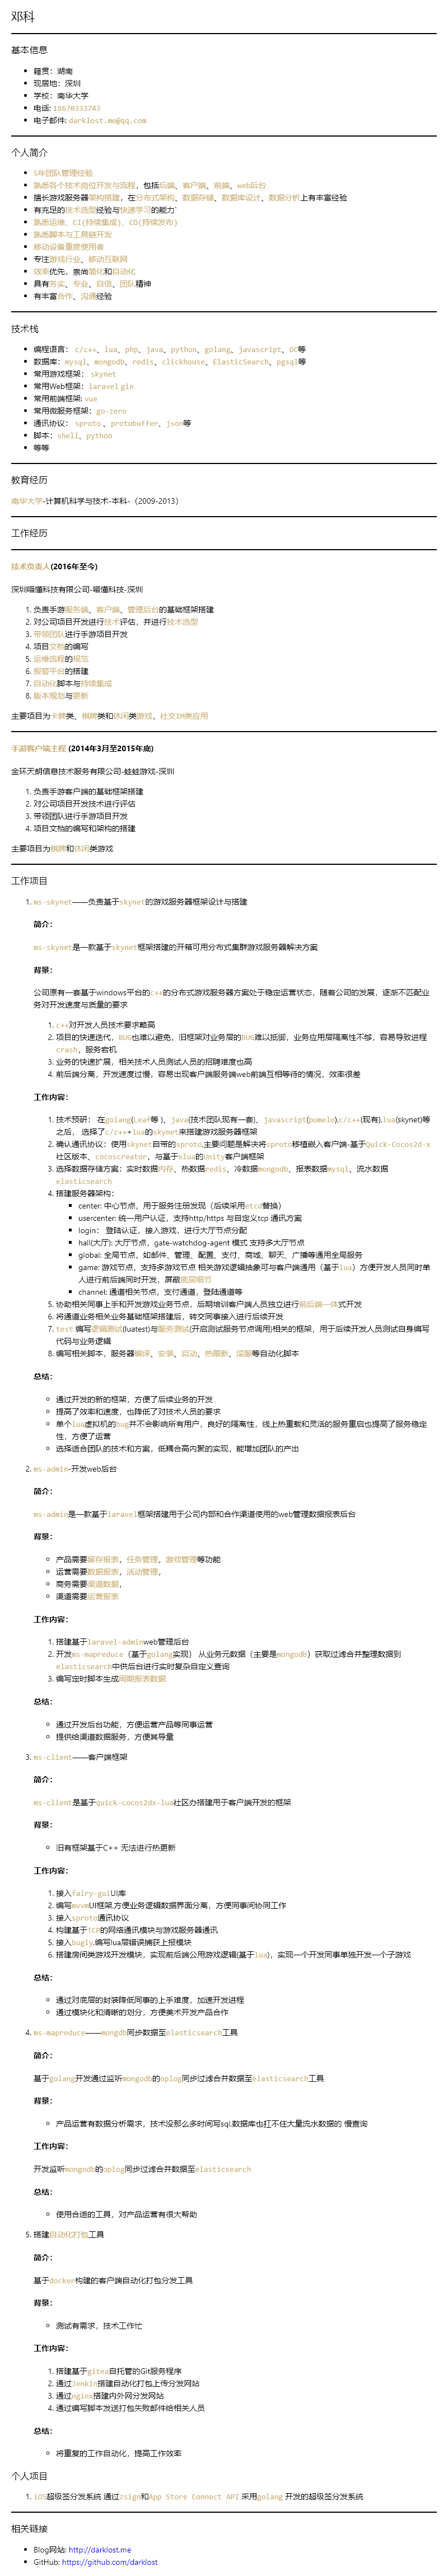 邓科
基本信息
籍贯：湖南
现居地：深圳
学校：南华大学
电话: 18670333743
电子邮件: darklost.me@qq.com
个人简介
5年团队管理经验
熟悉各个技术岗位开发与流程，包括后端、客户端、前端、web后台
擅长游戏服务器架构搭建，在分布式架构、数据存储、数据库设计、数据分析上有丰富经验
有充足的技术选型经验与快速学习的能力`
熟悉运维、CI(持续集成)、CD(持续发布)
熟悉脚本与工具链开发
移动设备重度使用者
专注游戏行业、移动互联网
效率优先，崇尚简化和自动化
具有务实、专业、自信、团队精神
有丰富合作、沟通经验
技术栈
编程语言： c/c++、lua、php、java、python、golang、javascript、OC等
数据库：mysql、mongodb、redis、clickhouse、ElasticSearch、pgsql等
常用游戏框架： skynet
常用Web框架：laravel gin
常用前端框架: vue
常用微服务框架：go-zero
通讯协议： sproto 、protobuffer、json等
脚本：shell、python
等等
教育经历
南华大学-计算机科学与技术-本科-（2009-2013）
工作经历
技术负责人(2016年至今)
深圳喵懂科技有限公司-喵懂科技-深圳
1. 负责手游服务端、客户端、管理后台的基础框架搭建
2. 对公司项目开发进行技术评估，并进行技术选型
3. 带领团队进行手游项目开发
4. 项目文档的编写
5. 运维流程的规范
6. 报警平台的搭建
7. 自动化脚本与持续集成
8. 版本规划与更新
主要项目为卡牌类、棋牌类和休闲类游戏，社交IM类应用
手游客户端主程 (2014年3月至2015年底)
金环天朗信息技术服务有限公司-蛙蛙游戏-深圳
1. 负责手游客户端的基础框架搭建
2. 对公司项目开发技术进行评估
3. 带领团队进行手游项目开发
4. 项目文档的编写和架构的搭建
主要项目为棋牌和休闲类游戏
工作项目
1. ms-skynet——负责基于skynet的游戏服务器框架设计与搭建
简介：
ms-skynet是一款基于skynet框架搭建的开箱可用分布式集群游戏服务器解决方案
背景：
公司原有一套基于windows平台的c++的分布式游戏服务器方案处于稳定运营状态，随着公司的发展，逐渐不匹配业
务对开发速度与质量的要求
1. c++对开发人员技术要求略高
2. 项目的快速迭代，BUG也难以避免，旧框架对业务层的BUG难以抵御，业务应用层隔离性不够，容易导致进程
crash，服务宕机
3. 业务的快速扩展，相关技术人员测试人员的招聘难度也高
4. 前后端分离，开发速度过慢，容易出现客户端服务端web前端互相等待的情况，效率很差
工作内容：
1. 技术预研： 在golang(Leaf等 )、java(技术团队现有一套)、javascript(pomelo),c/c++(现有),lua(skynet)等
之后， 选择了c/c+++lua的skynet来搭建游戏服务器框架
2. 确认通讯协议：使用skynet自带的sproto,主要问题是解决将sproto移植嵌入客户端-基于Quick-Cocos2d-x
社区版本、cocoscreator，与基于xlua的Unity客户端框架
3. 选择数据存储方案：实时数据内存、热数据redis、冷数据mongodb、报表数据mysql、流水数据
elasticsearch
4. 搭建服务器架构：
center: 中心节点，用于服务注册发现（后续采用etcd替换）
usercenter: 统一用户认证，支持http/https 与自定义tcp 通讯方案
login： 登陆认证，接入游戏，进行大厅节点分配
hall(大厅): 大厅节点，gate-watchdog-agent 模式 支持多大厅节点
global: 全局节点，如邮件、管理、配置、支付、商城、聊天、广播等通用全局服务
game: 游戏节点，支持多游戏节点 相关游戏逻辑抽象可与客户端通用（基于lua）方便开发人员同时单
人进行前后端同时开发，屏蔽底层细节
channel: 通道相关节点，支付通道，登陆通道等
5. 协助相关同事上手和开发游戏业务节点，后期培训客户端人员独立进行前后端一体式开发
6. 将通道业务相关业务基础框架搭建后，转交同事接入进行后续开发
7. test 编写逻辑测试(luatest)与服务测试(开启测试服务节点调用)相关的框架，用于后续开发人员测试自身编写
代码与业务逻辑
8. 编写相关脚本，服务器编译、安装、启动、热跟新、滚服等自动化脚本
总结：
通过开发的新的框架，方便了后续业务的开发
提高了效率和速度，也降低了对技术人员的要求
单个lua虚拟机的bug并不会影响所有用户，良好的隔离性，线上热重载和灵活的服务重启也提高了服务稳定
性，方便了运营
选择适合团队的技术和方案，低耦合高内聚的实现，能增加团队的产出
2. ms-admin-开发web后台
简介：
ms-admin是一款基于laravel框架搭建用于公司内部和合作渠道使用的web管理数据报表后台
背景：
产品需要留存报表，任务管理，游戏管理等功能
运营需要数据报表，活动管理，
商务需要渠道数据，
渠道需要运营报表
工作内容：
1. 搭建基于laravel-adminweb管理后台
2. 开发ms-mapreduce（基于golang实现） 从业务元数据（主要是mongodb）获取过滤合并整理数据到
elasticsearch中供后台进行实时复杂自定义查询
3. 编写定时脚本生成周期报表数据
总结：
通过开发后台功能，方便运营产品等同事运营
提供给渠道数据服务，方便其导量
3. ms-client——客户端框架
简介：
ms-client是基于quick-cocos2dx-lua社区办搭建用于客户端开发的框架
背景：
旧有框架基于C++ 无法进行热更新
工作内容：
1. 接入fairy-guiUI库
2. 编写mvvmUI框架,方便业务逻辑数据界面分离，方便同事间协同工作
3. 接入sproto通讯协议
4. 构建基于TCP的网络通讯模块与游戏服务器通讯
5. 接入bugly,编写lua层错误捕获上报模块
6. 搭建房间类游戏开发模块，实现前后端公用游戏逻辑(基于lua)，实现一个开发同事单独开发一个子游戏
总结：
通过对底层的封装降低同事的上手难度，加速开发进程
通过模块化和清晰的划分，方便美术开发产品合作
4. ms-mapreduce——mongdb同步数据至elasticsearch工具
简介：
基于golang开发通过监听mongodb的oplog同步过滤合并数据至elasticsearch工具
背景：
产品运营有数据分析需求，技术没那么多时间写sql,数据库也扛不住大量流水数据的 慢查询
工作内容：
开发监听mongodb的oplog同步过滤合并数据至elasticsearch
总结：
使用合适的工具，对产品运营有很大帮助
5. 搭建自动化打包工具
简介：
基于docker构建的客户端自动化打包分发工具
背景：
测试有需求，技术工作忙
工作内容：
1. 搭建基于gitea自托管的Git服务程序
2. 通过Jenkin搭建自动化打包上传分发网站
3. 通过nginx搭建内外网分发网站
4. 通过编写脚本发送打包失败邮件给相关人员
总结：
将重复的工作自动化，提高工作效率
个人项目
1. iOS超级签分发系统 通过zsign和App Store Connect API 采用golang 开发的超级签分发系统
相关链接
Blog网站: http://darklost.me
GitHub: https://github.com/darklost